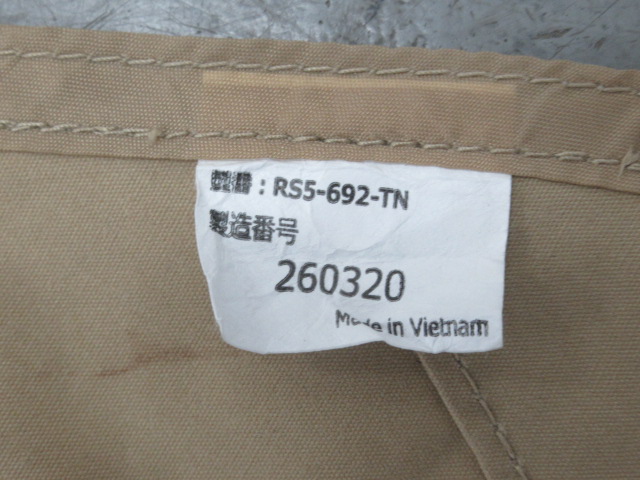 : RS5-692-TN
製造番号
260320
Made in Vietnam